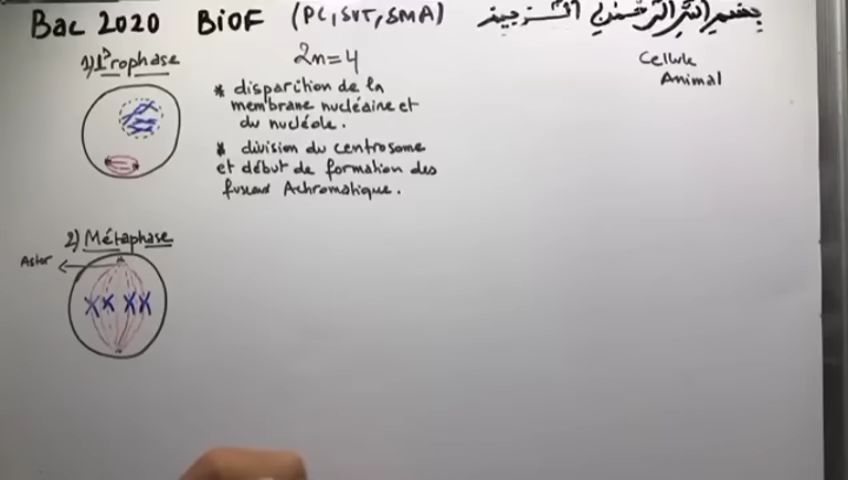 Bac 2020 BiOF (PC, SVT, SMA) بسم الله الرحمن الرحيم
1) Prophase
2n=4
Cellule
Animal
* disparition de la
membrane nucléaire et
du nucléole.
* division du centrosome
et début de formation des
fuseau Achromatique.
2) Métaphase
Aster